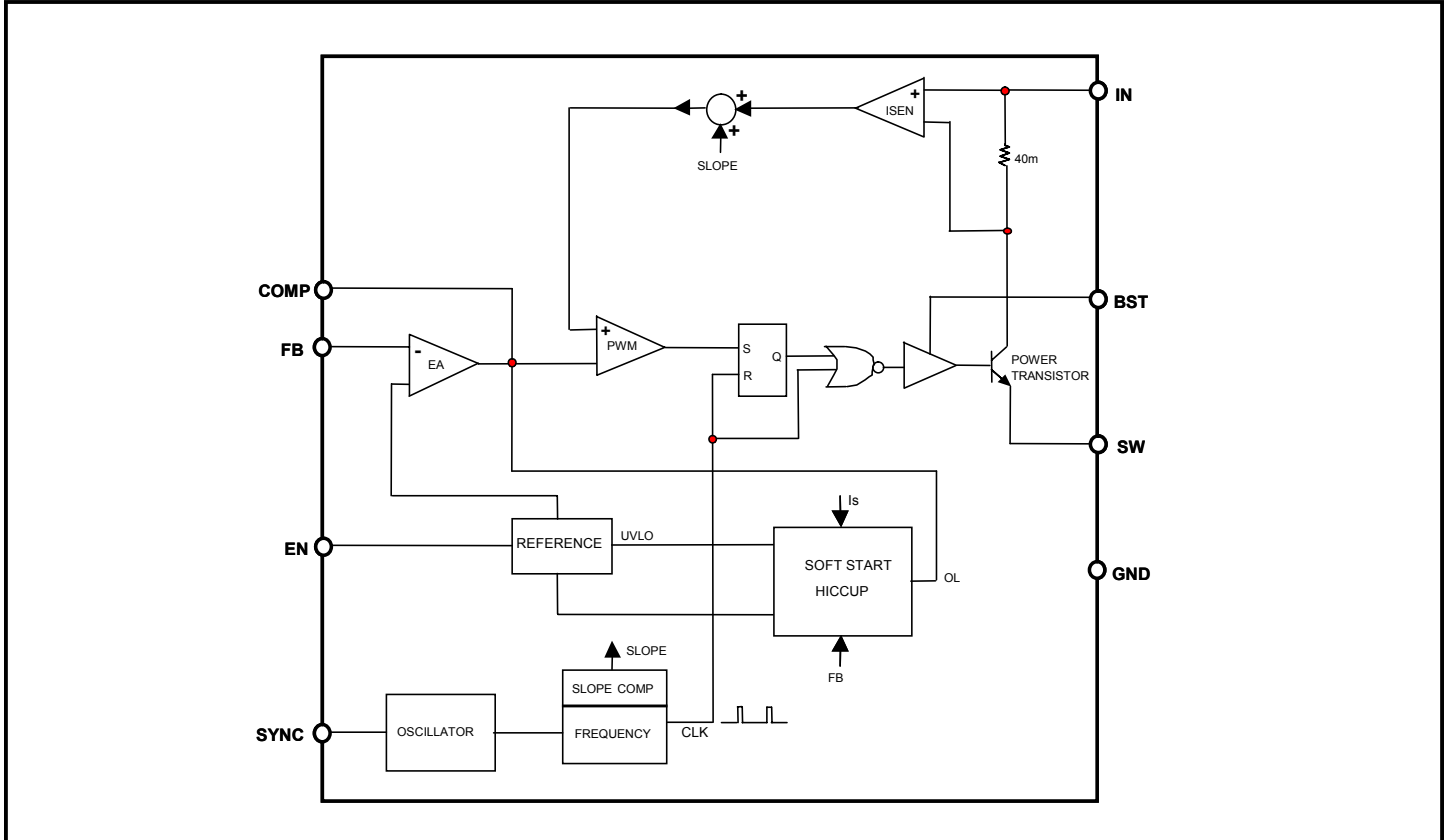 IN
+
+
ISEN
+
SLOPE
40m
COMP
BST
FB
-
EA
+
PWM
S
Q
R
POWER
TRANSISTOR
SW
Is
EN
REFERENCE
UVLO
SOFT START
HICCUP
OL
GND
SLOPE
FB
SLOPE COMP
SYNC
OSCILLATOR
FREQUENCY
CLK